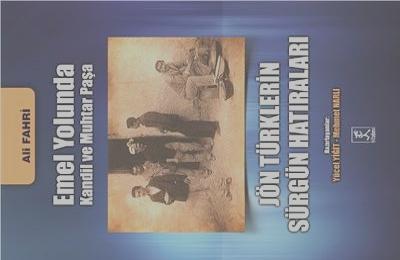 Ali FAHRİ
Emel Yolunda
Kandil ve Muhtar Paşa
JÖN TÜRKLERİN
SÜRGÜN HATIRALARI
Hazırlayanlar:
Yücel YİĞİT - Mehmet NARLI